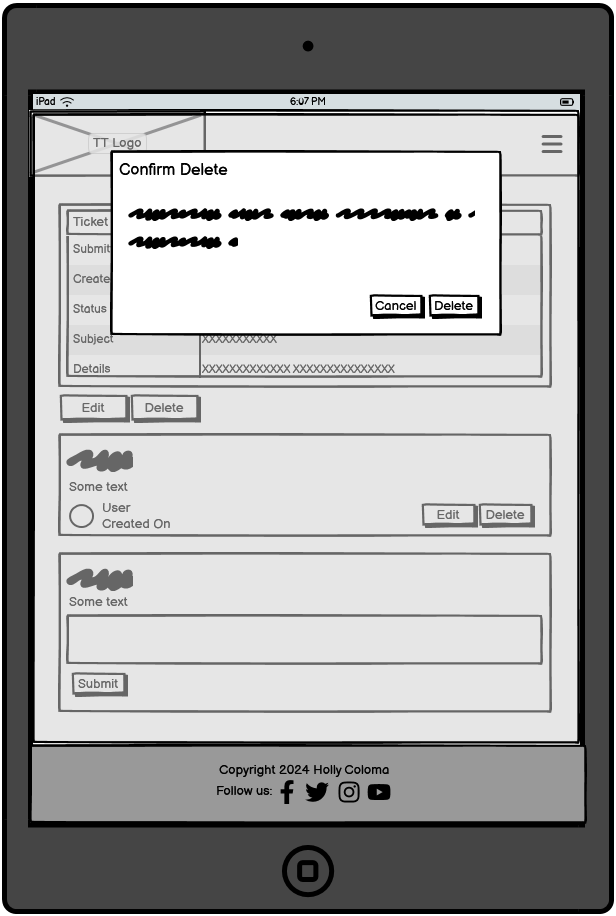 iPad 6:07 PM
TT Logo
Confirm Delete
Cancel Delete
Ticket
Submit
Create
Status
Subject XXXXXXXXXXX
Details XXXXXXXXXXXXX XXXXXXXXXXXXXXX
Edit Delete
Some text
User
Created On
Edit Delete
Some text
Submit
Copyright 2024 Holly Coloma
Follow us: